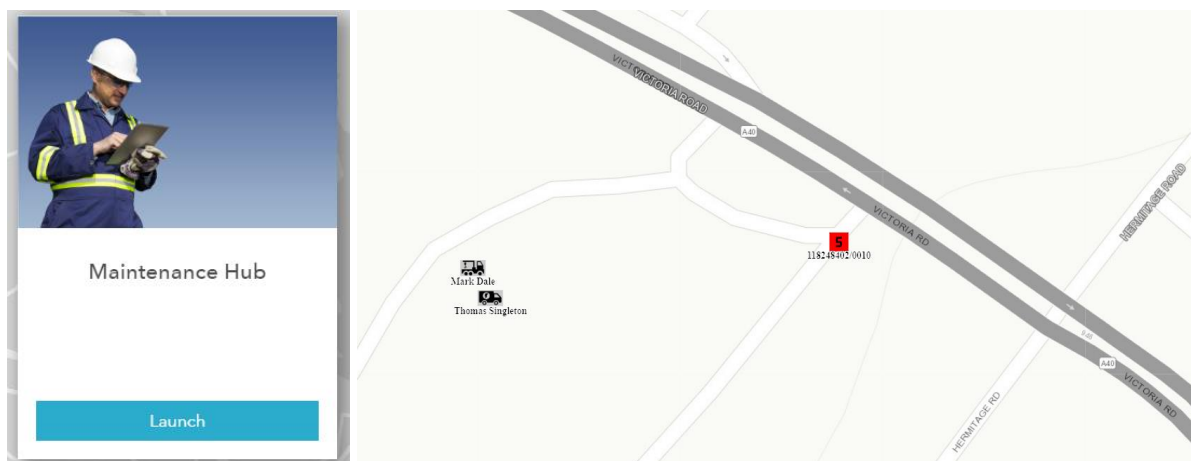 Maintenance Hub
Launch
VICTORIA ROAD
A40
VICTORIA RD
HERMITAGE ROAD
5
118248402/0010
Mark Dale
Thomas Singleton
A40
VICTORIA RD
HERMITAGE RD